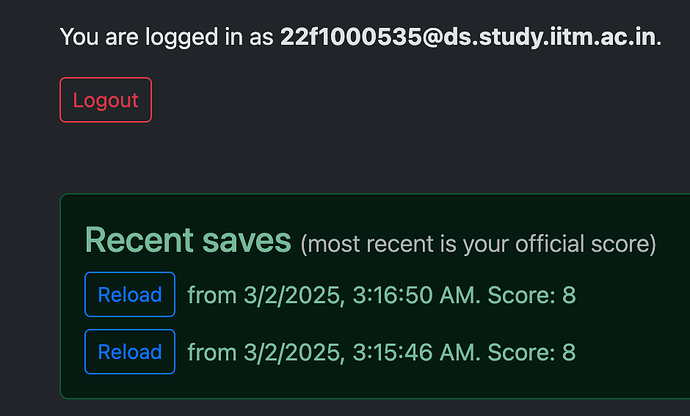 You are logged in as 22f1000535@ds.study.iitm.ac.in.
Logout
Recent saves (most recent is your official score)
Reload from 3/2/2025, 3:16:50 AM. Score: 8
Reload from 3/2/2025, 3:15:46 AM. Score: 8